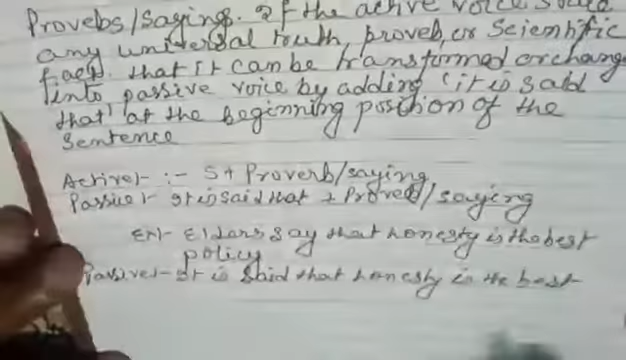 Proverbs/Sayings. If the active voice
any universal truth, proveb, or Scientific
fact. that it can be transformed or chang
into passive voice by adding 'it is said
that' at the beginning position of the
Sentence
Active:- :- S + Proverb/saying
Passive:- It is said that + Proverb/saying
Ex:- Elders say that honesty is the best
policy
Passive:- It is said that honesty is the best